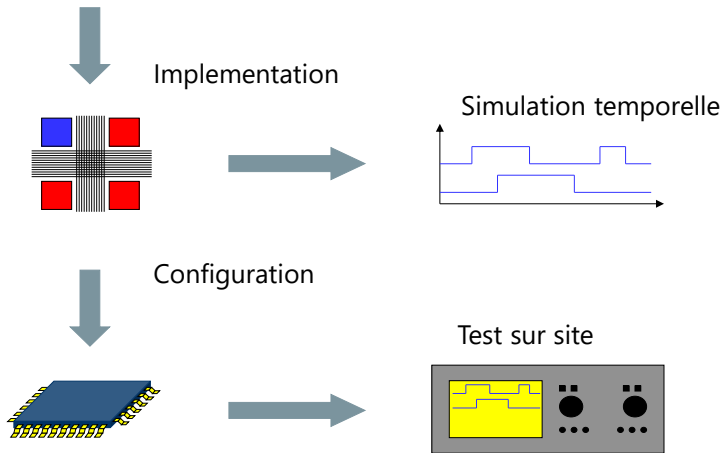 Implementation
Simulation temporelle
Configuration
Test sur site